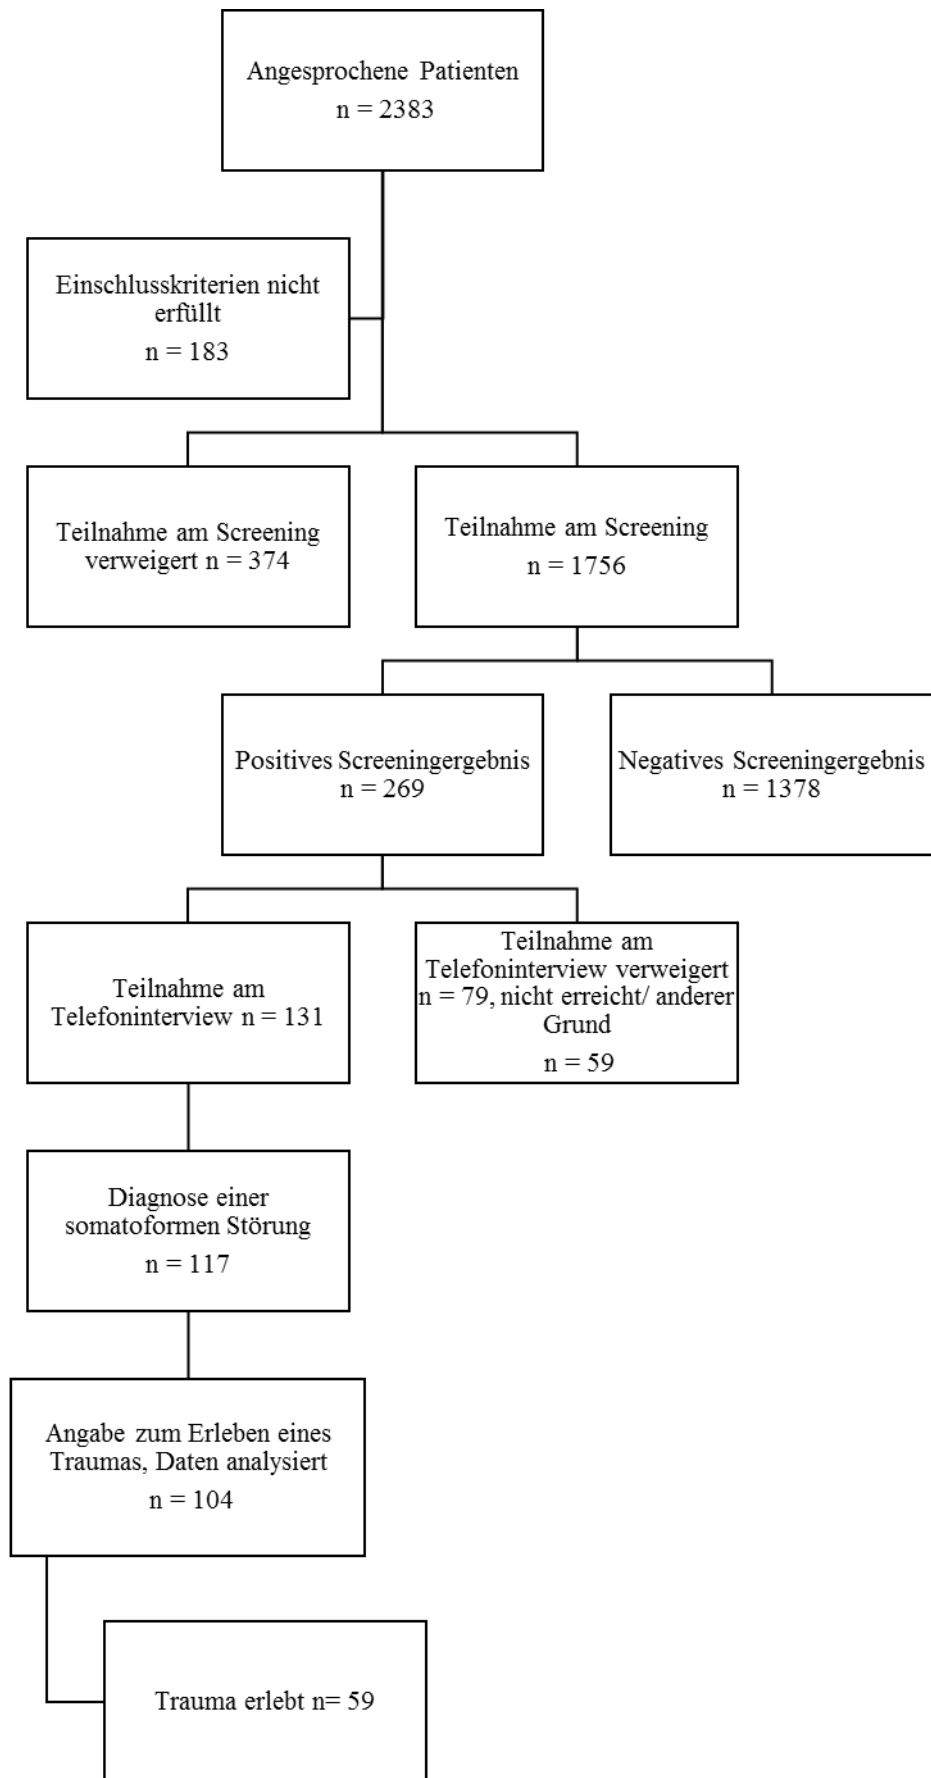 Angesprochene Patienten
n = 2383
Einschlusskriterien nicht
erfüllt
n = 183
Teilnahme am Screening
verweigert n = 374
Teilnahme am Screening
n = 1756
Positives Screeningergebnis
n = 269
Negatives Screeningergebnis
n = 1378
Teilnahme am
Telefoninterview n = 131
Teilnahme am
Telefoninterview verweigert
n = 79, nicht erreicht/ anderer
Grund
n = 59
Diagnose einer
somatoformen Störung
n = 117
Angabe zum Erleben eines
Traumas, Daten analysiert
n = 104
Trauma erlebt n= 59